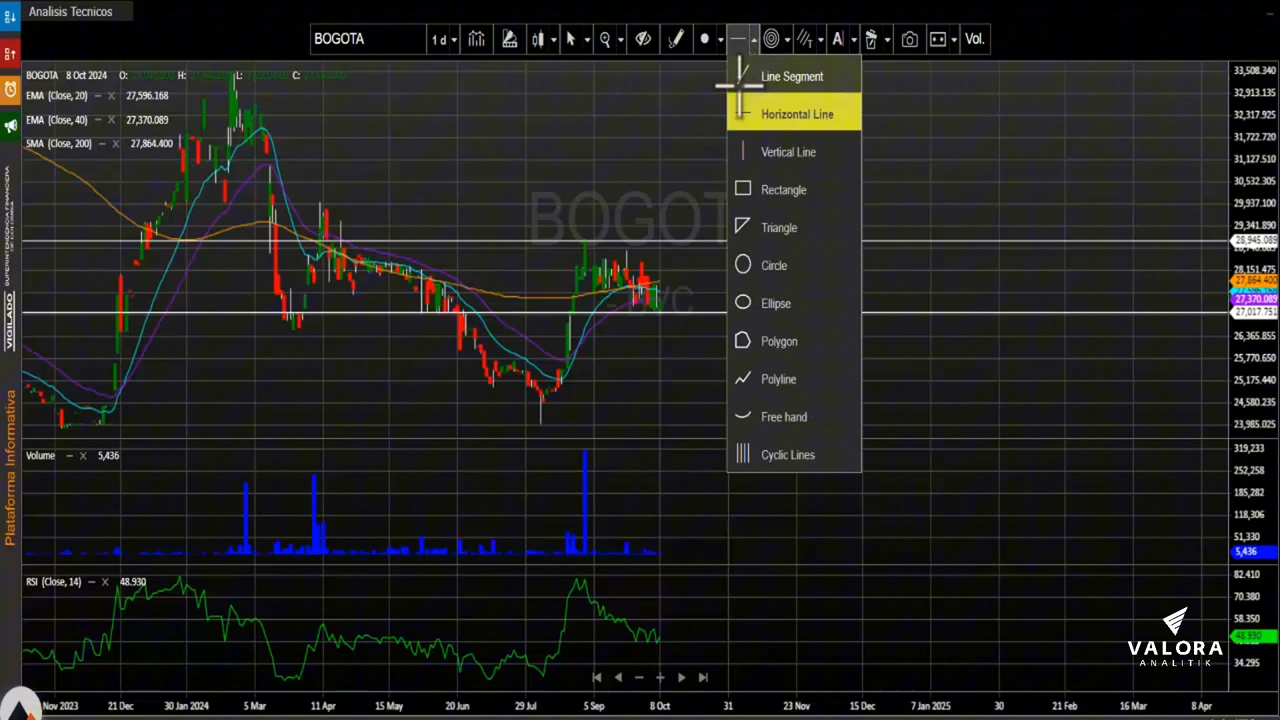 Analisis Tecnicos
BOGOTA
1 d
A
Vol.
BOGOTA 8 Oct 2024 O: H: L: C:
EMA (Close, 20) – X 27,596.168
EMA (Close, 40) – X 27,370.089
SMA (Close, 200) – X 27,864.400
Line Segment
Horizontal Line
Vertical Line
Rectangle
Triangle
Circle
Ellipse
Polygon
Polyline
Free hand
Cyclic Lines
BOGOT
33,508.340
32,913.135
32,317.925
31,722.720
31,127.510
30,532.305
29,937.100
29,341.890
28,945.089
28,151.475
27,864.400
27,370.089
27,017.751
26,365.855
25,770.650
25,175.440
24,580.235
23,985.025
Volume – X 5,436
319,233
252,258
185,282
118,306
51,330
5,436
RSI (Close, 14) – X 48.930
82.410
70.380
58.350
48.930
34.295
VALORA
ANALITIK
Nov 2023 21 Dec 30 Jan 2024 5 Mar 11 Apr 15 May 20 Jun 29 Jul 5 Sep 8 Oct 31 23 Nov 15 Dec 7 Jan 2025 30 21 Feb 16 Mar 8 Apr
VIGILADO SUPERINTENDENCIA FINANCIERA DE COLOMBIA
Plataforma Informativa